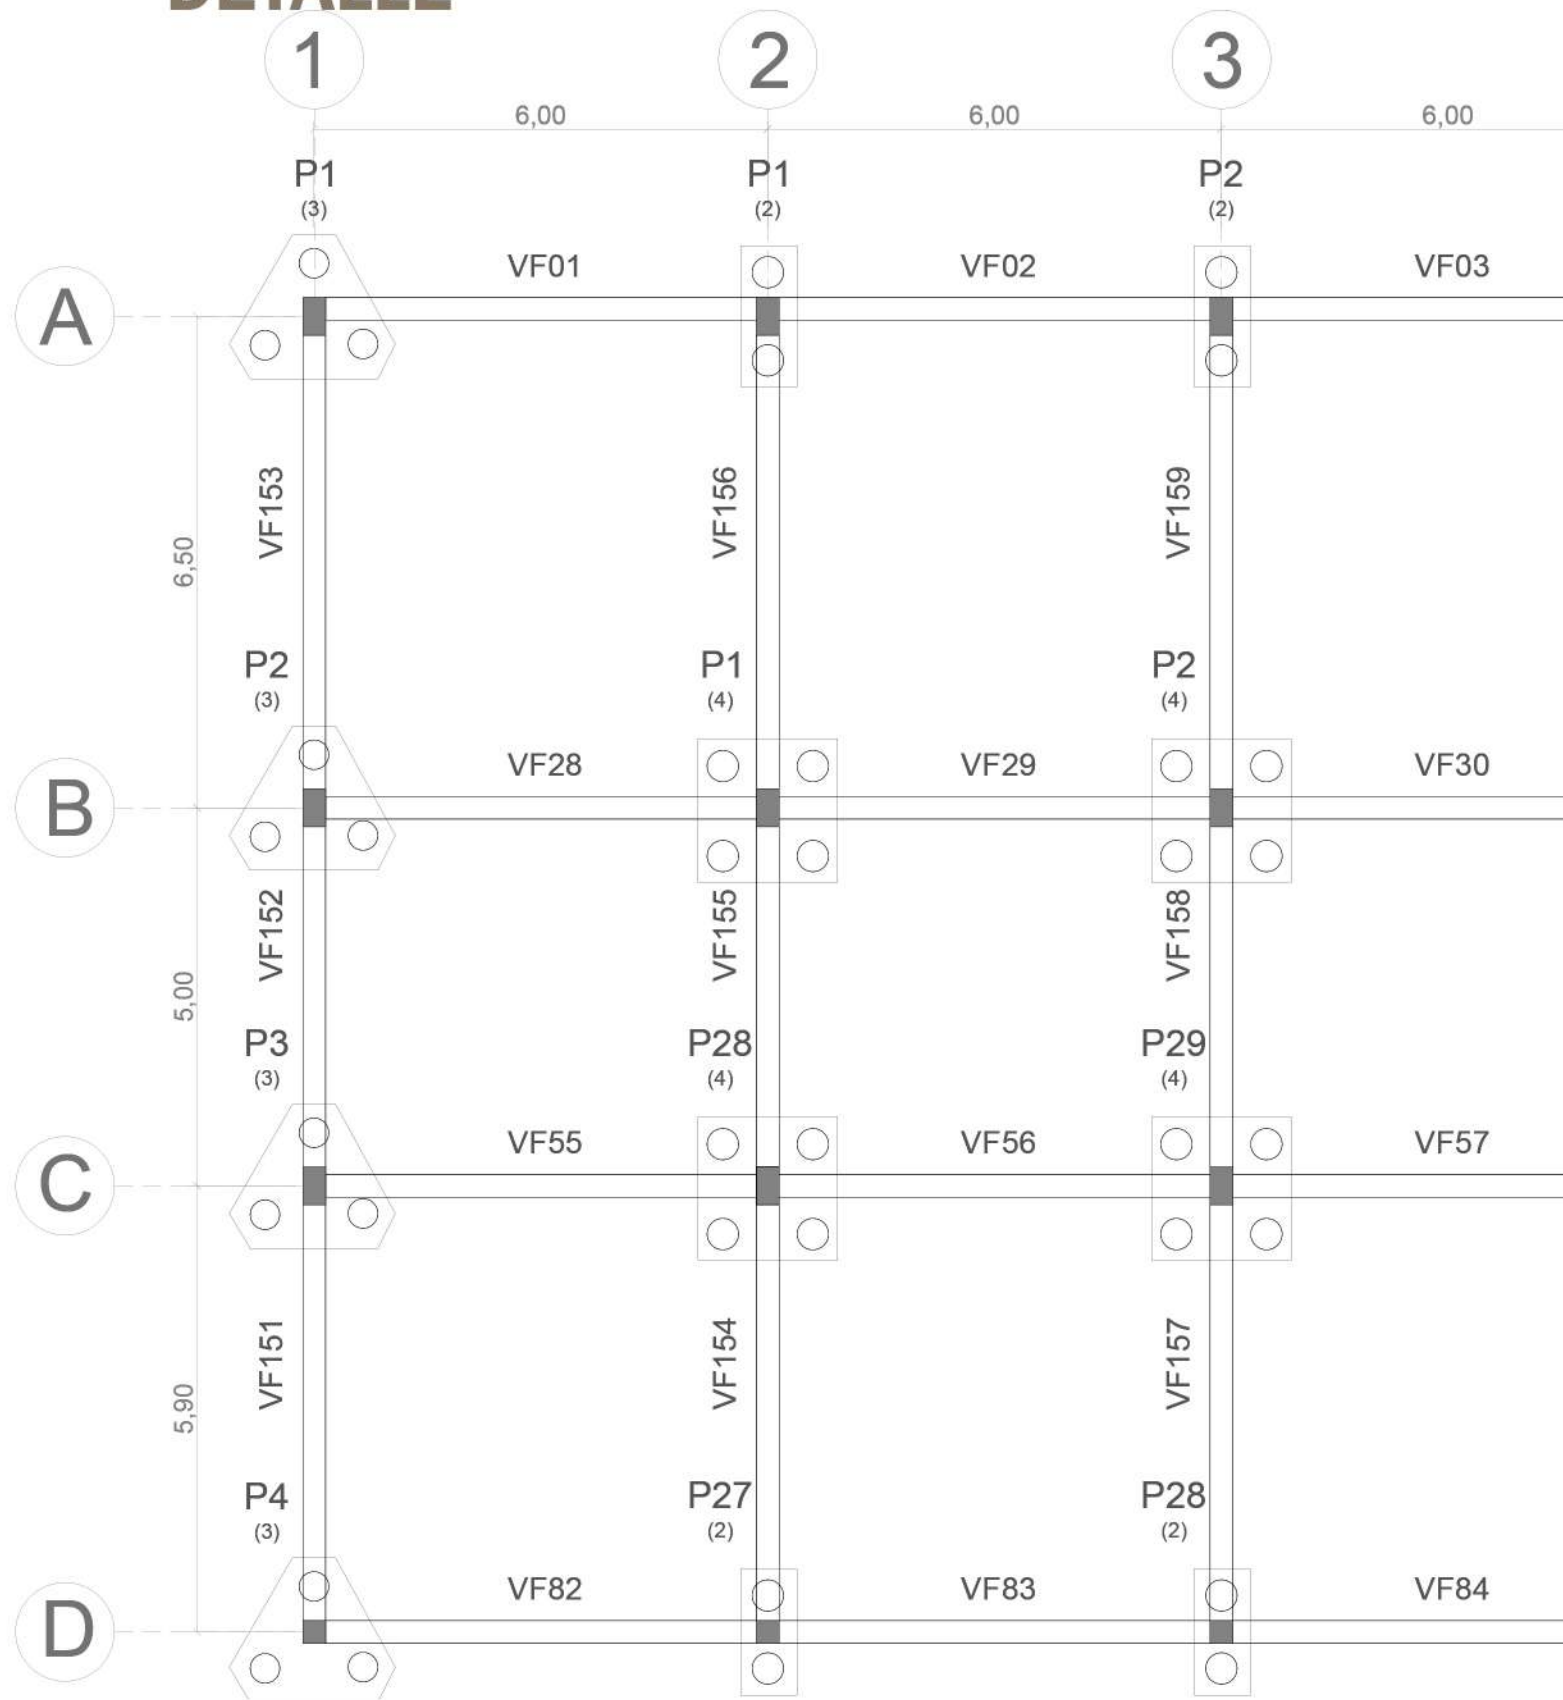 DETALLE
1 2 3
6,00 6,00 6,00
P1 P1 P2
(3) (2) (2)
A VF01 VF02 VF03
VF153 VF156 VF159
6,50
P2 P1 P2
(3) (4) (4)
B VF28 VF29 VF30
VF152 VF155 VF158
5,00
P3 P28 P29
(3) (4) (4)
C VF55 VF56 VF57
VF151 VF154 VF157
5,90
P4 P27 P28
(3) (2) (2)
D VF82 VF83 VF84